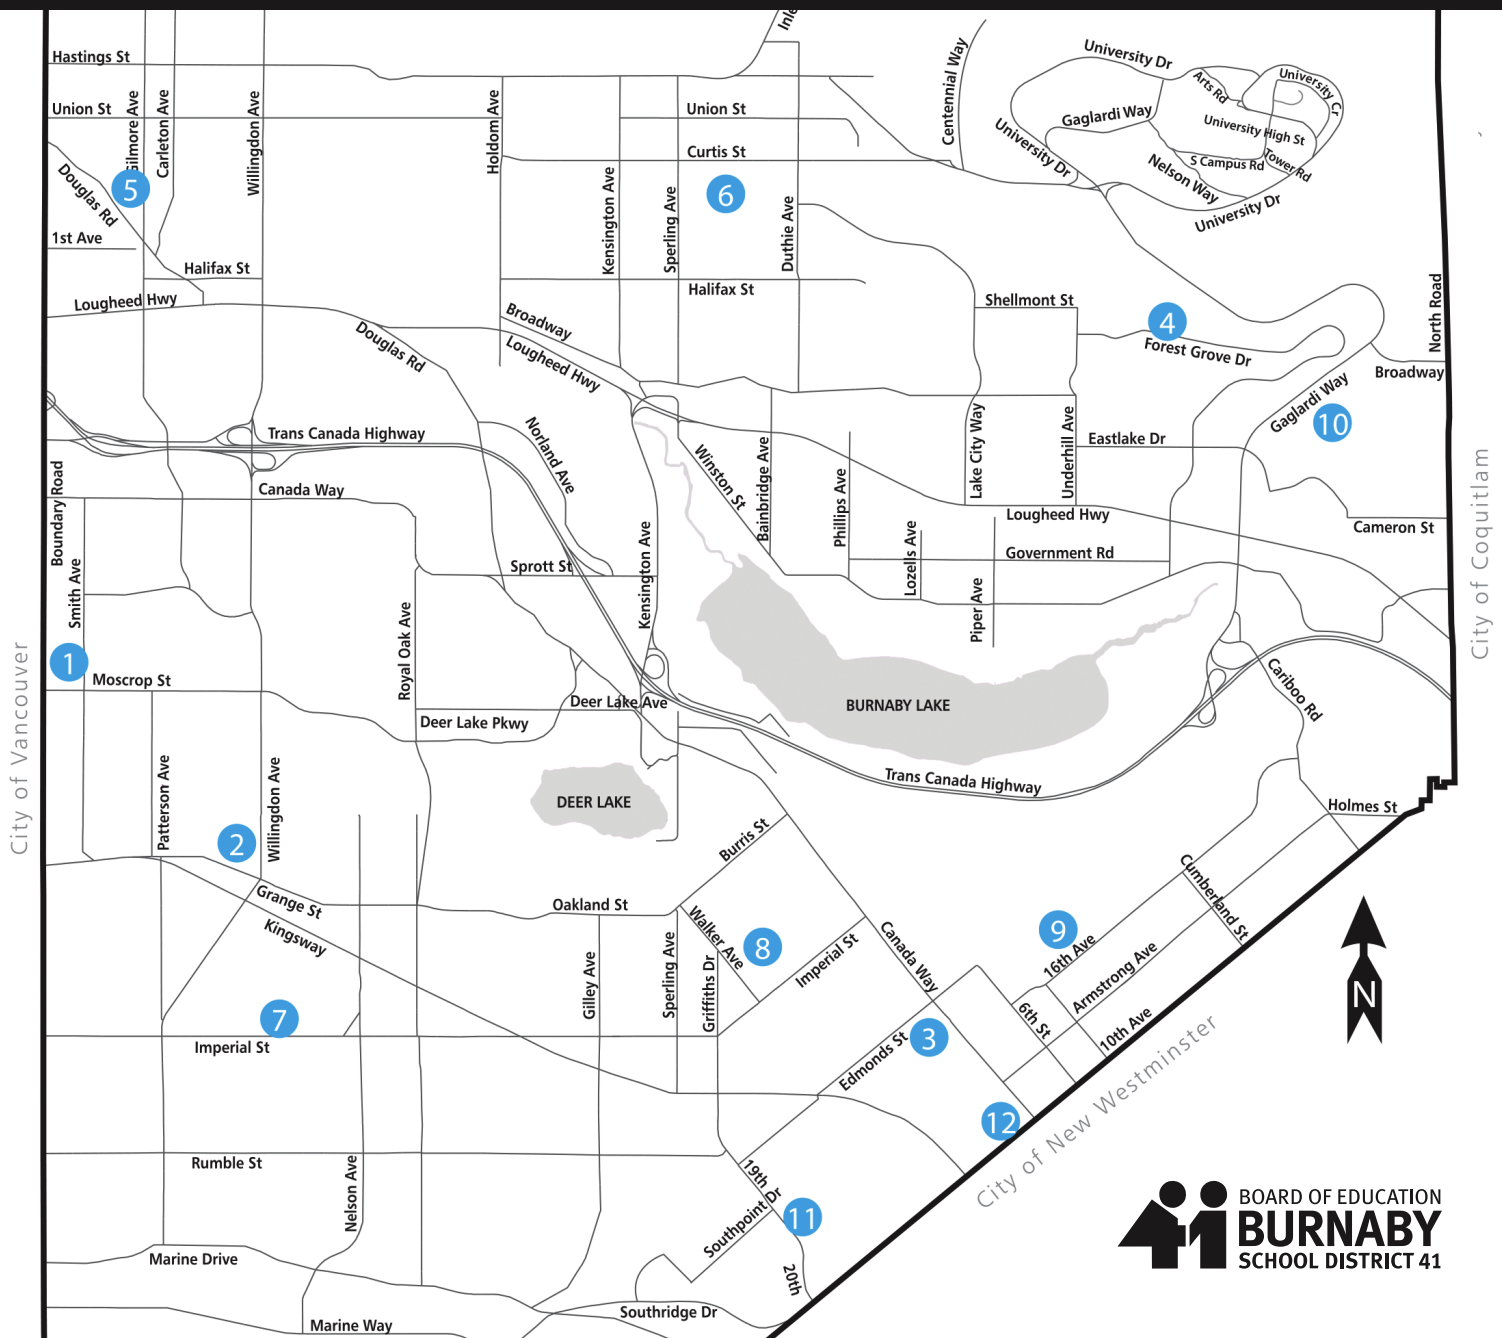 Inle
Hastings St
Union St
Gilmore Ave
Carleton Ave
Willingdon Ave
Holdom Ave
Union St
Curtis St
Centennial Way
University Dr
Arts Rd
University Cr
Gaglardi Way
University High St
University Dr
S Campus Rd
Tower Rd
Nelson Way
University Dr
Douglas Rd
5
6
Kensington Ave
Sperling Ave
Duthie Ave
1st Ave
Halifax St
Halifax St
Lougheed Hwy
Shellmont St
4
Forest Grove Dr
North Road
Broadway
Douglas Rd
Broadway
Lougheed Hwy
Gaglardi Way
10
Trans Canada Highway
Norland Ave
Winston St
Bainbridge Ave
Phillips Ave
Lake City Way
Underhill Ave
Eastlake Dr
Boundary Road
Canada Way
Lougheed Hwy
Cameron St
City of Coquitlam
Smith Ave
Sprott St
Kensington Ave
Lozells Ave
Government Rd
Piper Ave
Royal Oak Ave
City of Vancouver
1
Moscrop St
Deer Lake Ave
Deer Lake Pkwy
BURNABY LAKE
Cariboo Rd
Patterson Ave
Willingdon Ave
DEER LAKE
Trans Canada Highway
Holmes St
2
Burris St
Grange St
Oakland St
Kingsway
Walker Ave
8
Imperial St
Canada Way
9
16th Ave
Cumberland St
Armstrong Ave
Gilley Ave
Sperling Ave
Griffiths Dr
7
Imperial St
Edmonds St
3
6th St
10th Ave
N
12
City of New Westminster
Rumble St
Nelson Ave
19th
Southpoint Dr
11
20th
Marine Drive
Southridge Dr
Marine Way
BOARD OF EDUCATION
BURNABY
SCHOOL DISTRICT 41